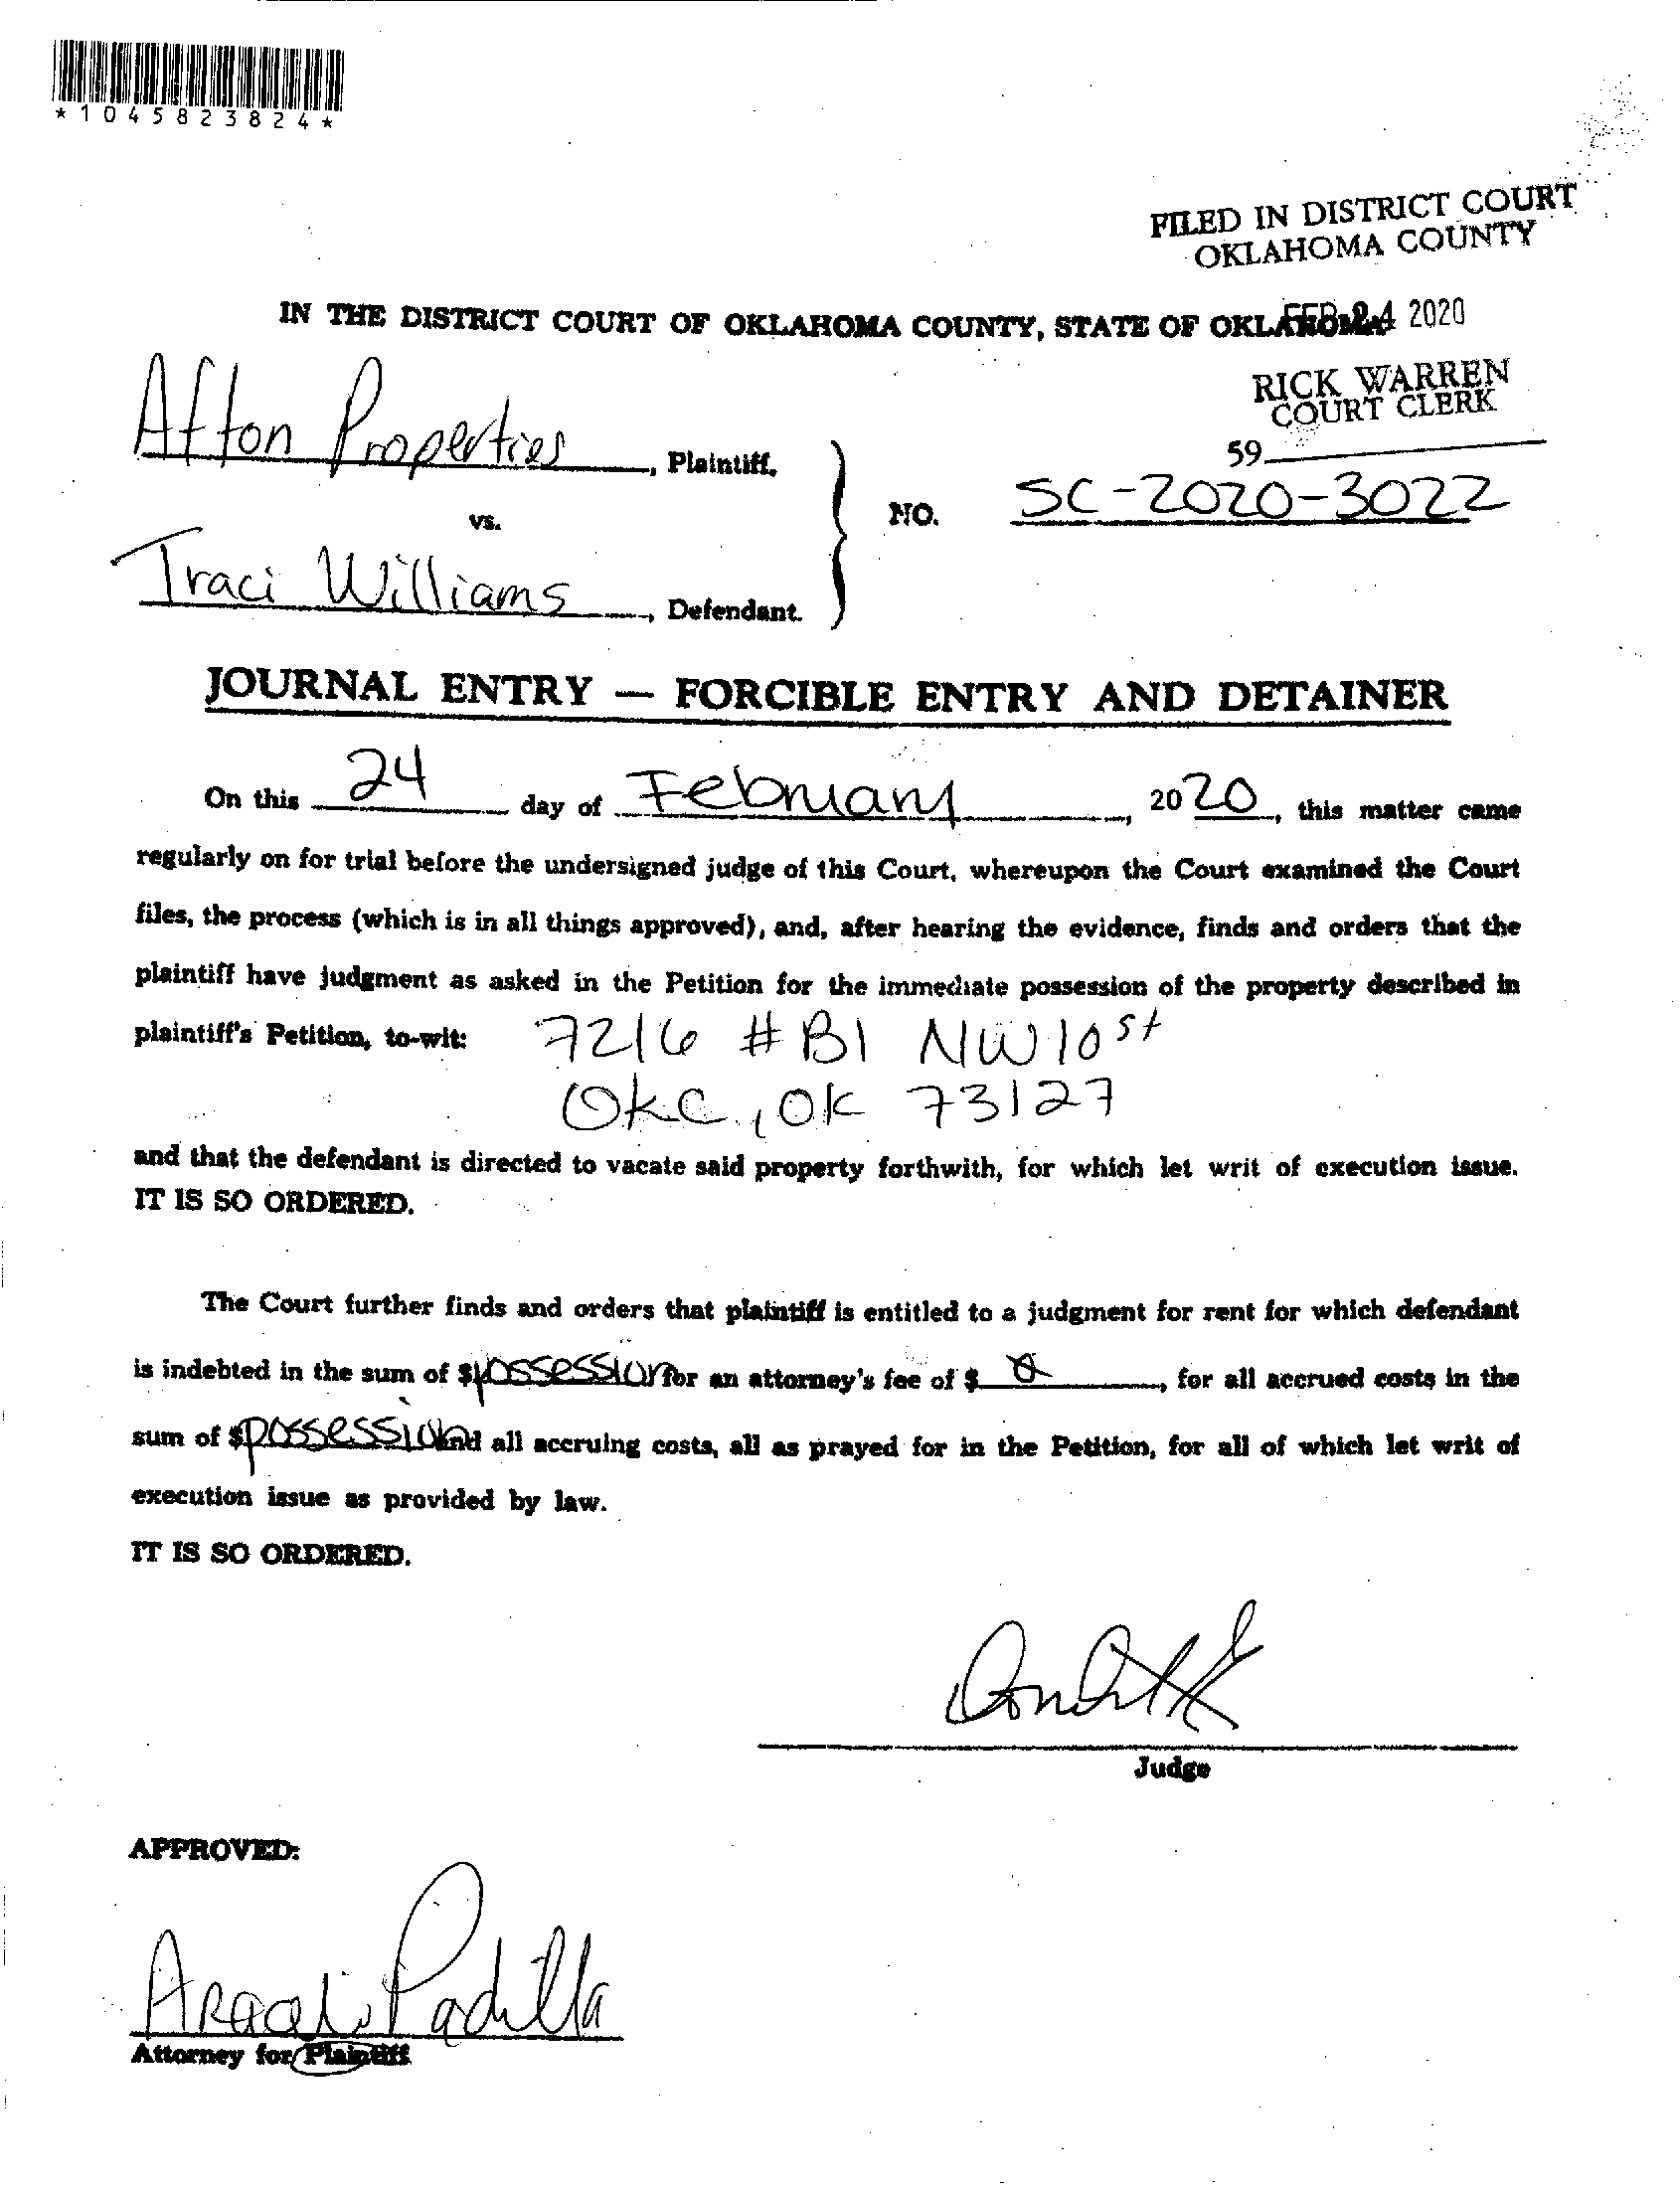 *1045823824*
FILED IN DISTRICT COURT
OKLAHOMA COUNTY
IN THE DISTRICT COURT OF OKLAHOMA COUNTY, STATE OF OKLAHOMA
FEB 24 2020
RICK WARREN
COURT CLERK
59
Afton Properties, Plaintiff,
vs.
NO. SC-2020-3022
Traci Williams, Defendant.
JOURNAL ENTRY — FORCIBLE ENTRY AND DETAINER
On this 24 day of February, 2020, this matter came
regularly on for trial before the undersigned judge of this Court, whereupon the Court examined the Court
files, the process (which is in all things approved), and, after hearing the evidence, finds and orders that the
plaintiff have judgment as asked in the Petition for the immediate possession of the property described in
plaintiff's Petition, to-wit: 7216 #B1 NW 10 st
OKC, OK 73127
and that the defendant is directed to vacate said property forthwith, for which let writ of execution issue.
IT IS SO ORDERED.
The Court further finds and orders that plaintiff is entitled to a judgment for rent for which defendant
is indebted in the sum of $possession for an attorney's fee of $ 0, for all accrued costs in the
sum of $possession and all accruing costs, all as prayed for in the Petition, for all of which let writ of
execution issue as provided by law.
IT IS SO ORDERED.
Judge
APPROVED:
Araceli Padilla
Attorney for Plaintiff